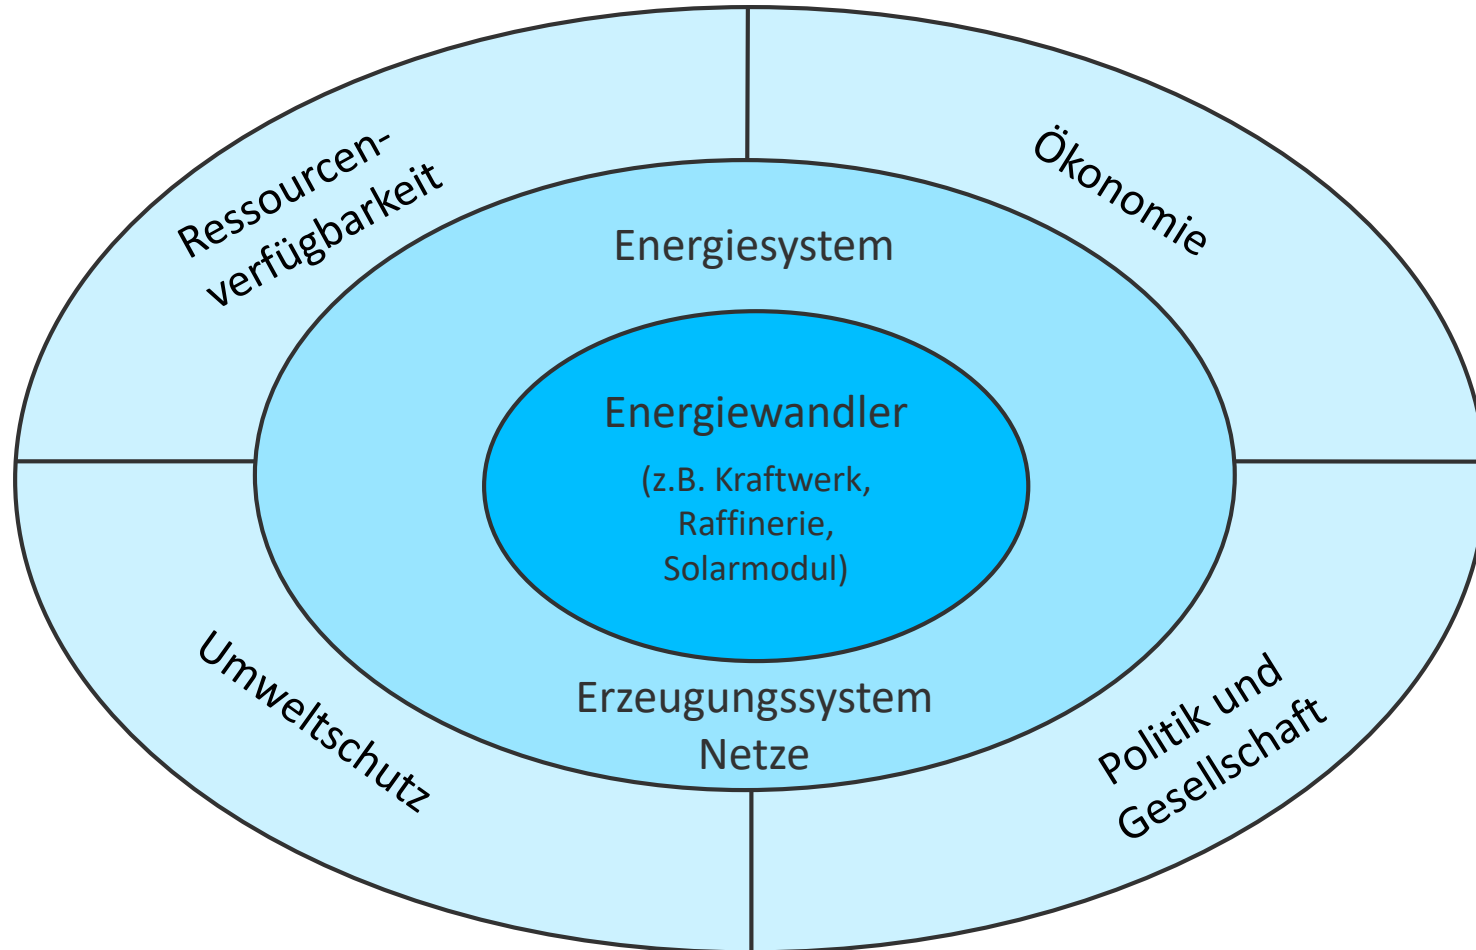 Ressourcen-
verfügbarkeit
Ökonomie
Energiesystem
Energiewandler
(z.B. Kraftwerk,
Raffinerie,
Solarmodul)
Erzeugungssystem
Netze
Umweltschutz
Politik und
Gesellschaft